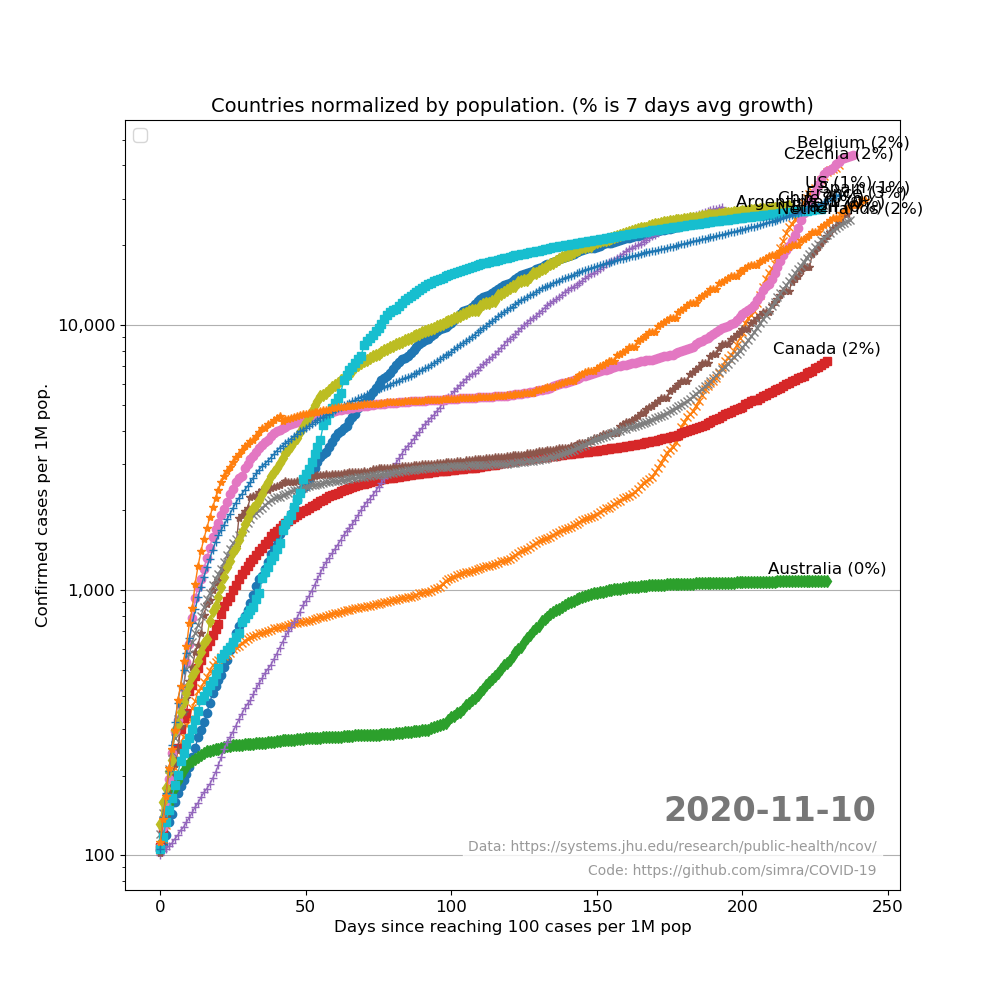 Countries normalized by population. (% is 7 days avg growth)
Belgium (2%)
Czechia (2%)
US (1%)
Netherlands (2%)
Canada (2%)
Australia (0%)
10,000
1,000
100
Confirmed cases per 1M pop.
2020-11-10
Data: https://systems.jhu.edu/research/public-health/ncov/
Code: https://github.com/simra/COVID-19
0
50
100
150
200
250
Days since reaching 100 cases per 1M pop